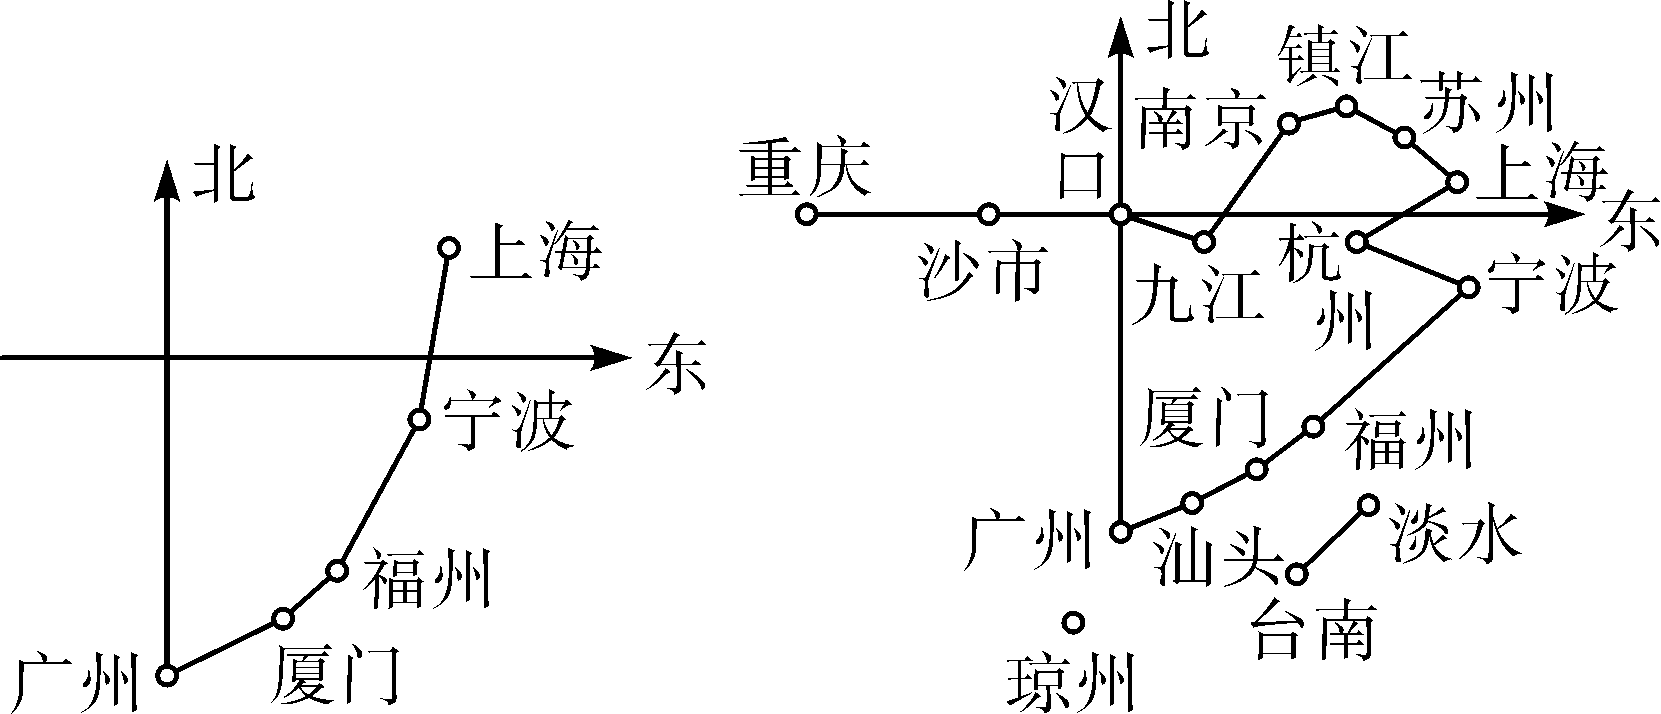 北
上海
东
宁波
福州
厦门
广州
北
镇江
汉口
南京
苏州
重庆
上海
东
沙市
九江
杭州
宁波
厦门
福州
广州
汕头
淡水
台南
琼州